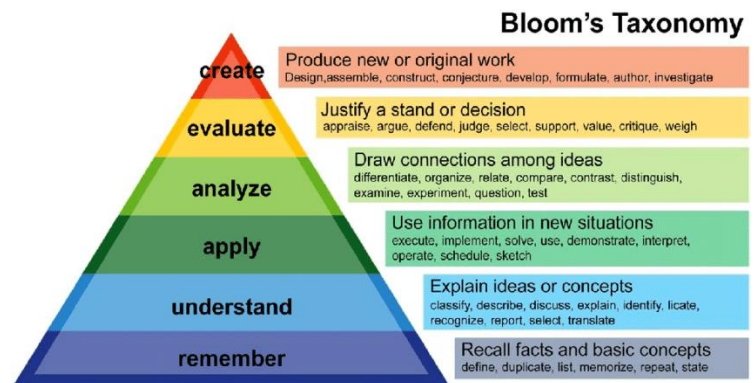 Bloom's Taxonomy
create
Produce new or original work
Design,assemble, construct, conjecture, develop, formulate, author, investigate
evaluate
Justify a stand or decision
appraise, argue, defend, judge, select, support, value, critique, weigh
analyze
Draw connections among ideas
differentiate, organize, relate, compare, contrast, distinguish,
examine, experiment, question, test
apply
Use information in new situations
execute, implement, solve, use, demonstrate, interpret,
operate, schedule, sketch
understand
Explain ideas or concepts
classify, describe, discuss, explain, identify, licate,
recognize, report, select, translate
remember
Recall facts and basic concepts
define, duplicate, list, memorize, repeat, state